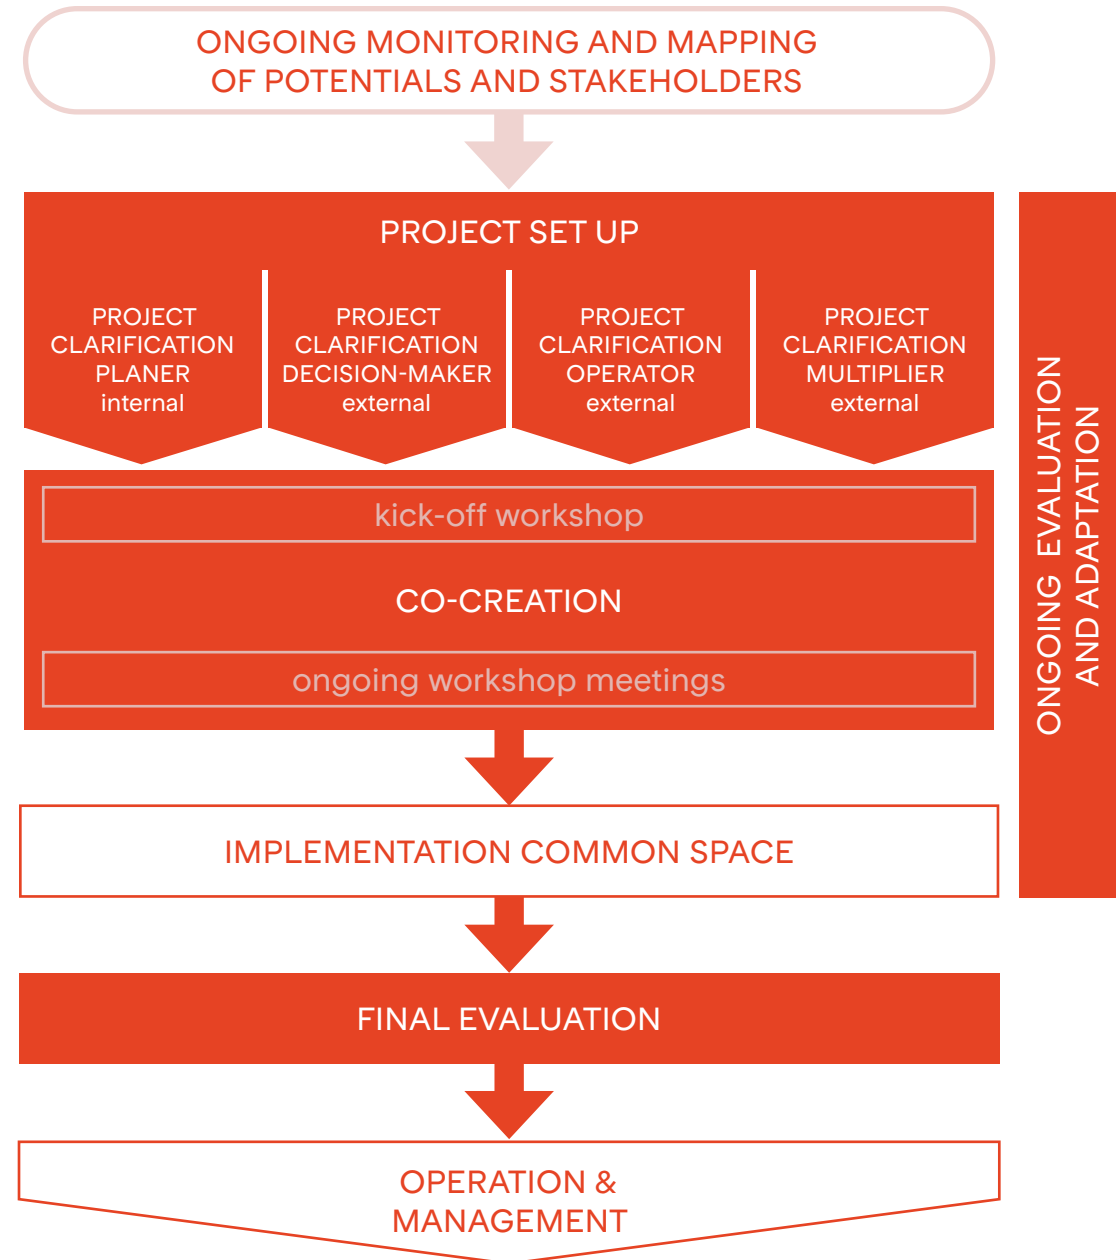 ONGOING MONITORING AND MAPPING
OF POTENTIALS AND STAKEHOLDERS
PROJECT SET UP
PROJECT
CLARIFICATION
PLANER
internal
PROJECT
CLARIFICATION
DECISION-MAKER
external
PROJECT
CLARIFICATION
OPERATOR
external
PROJECT
CLARIFICATION
MULTIPLIER
external
kick-off workshop
CO-CREATION
ongoing workshop meetings
ONGOING EVALUATION
AND ADAPTATION
IMPLEMENTATION COMMON SPACE
FINAL EVALUATION
OPERATION &
MANAGEMENT